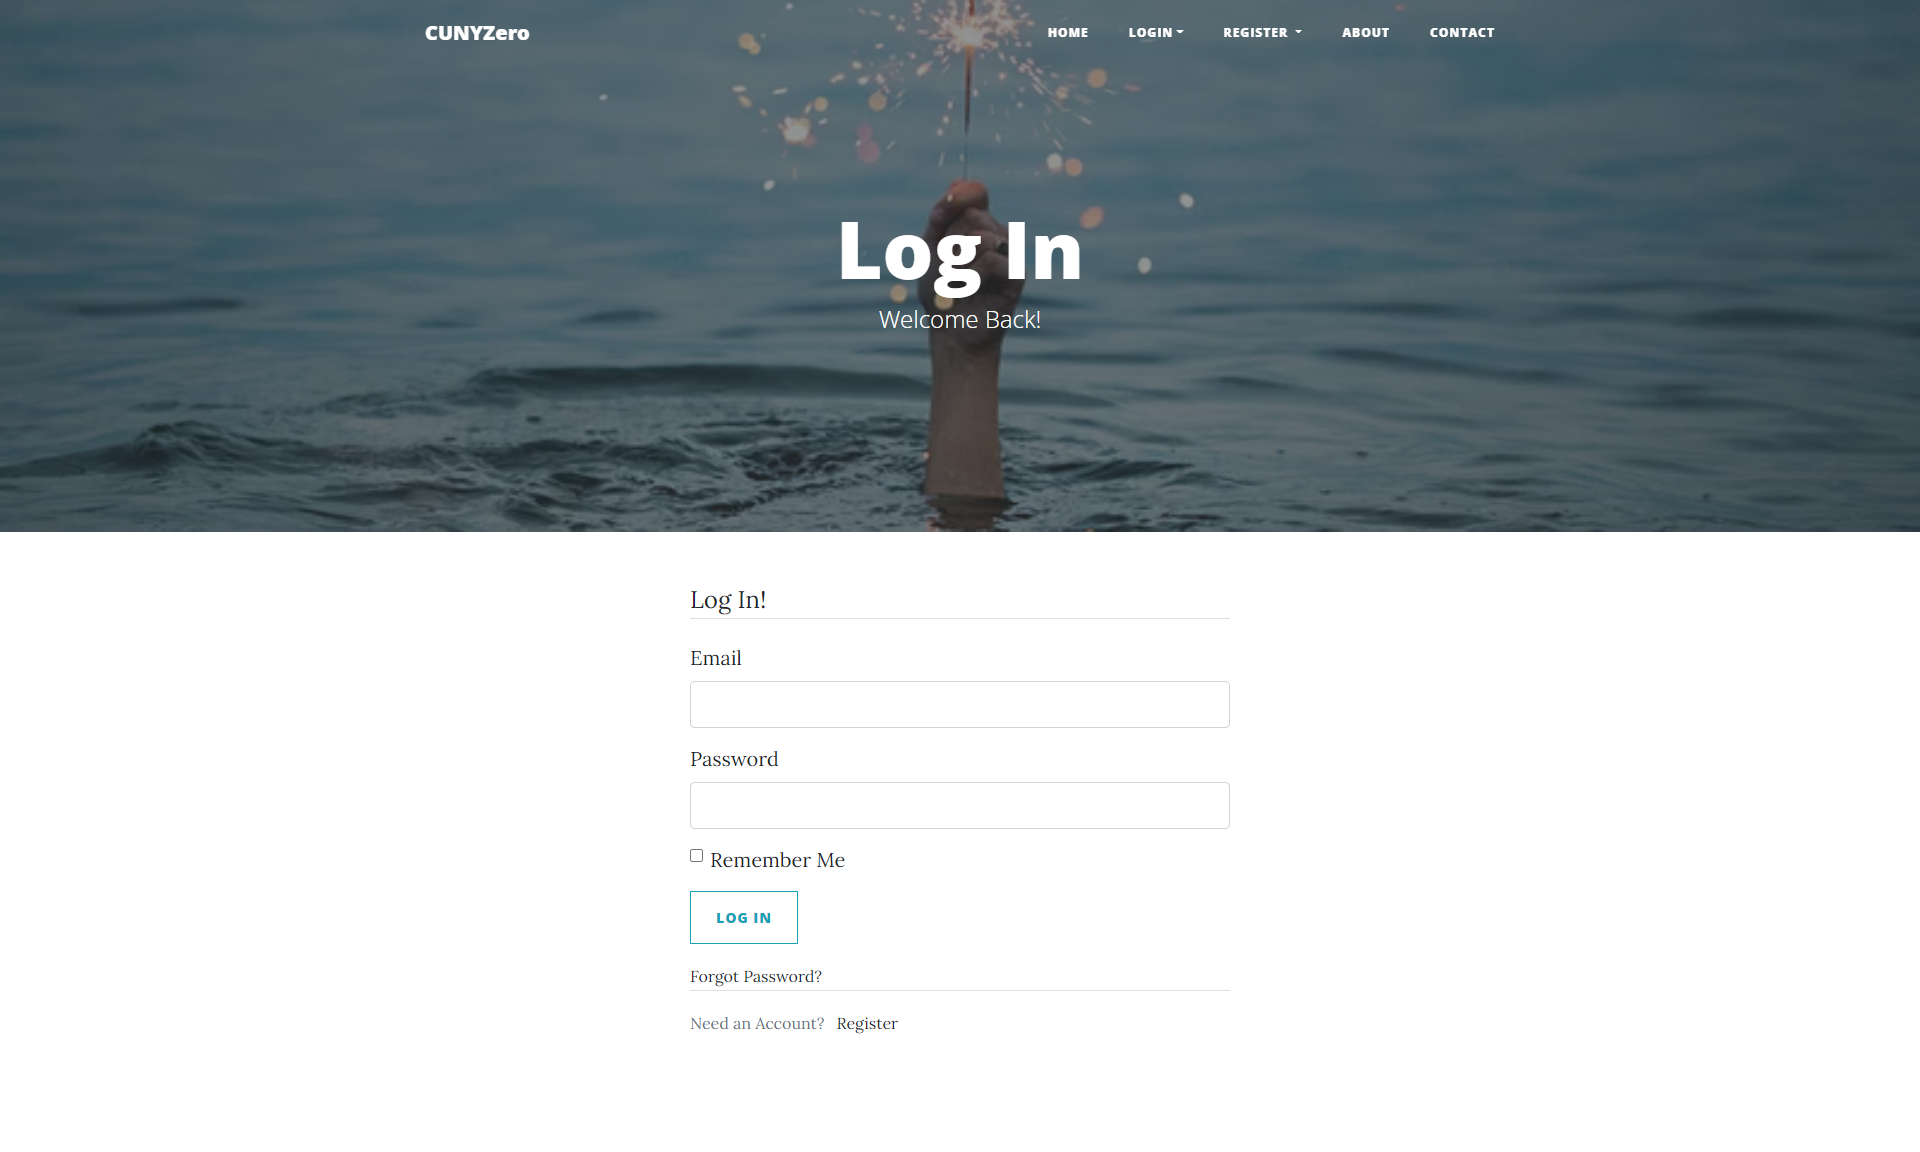 CUNYZero HOME LOGIN REGISTER ABOUT CONTACT
Log In
Welcome Back!
Log In!
Email
Password
Remember Me
LOG IN
Forgot Password?
Need an Account? Register